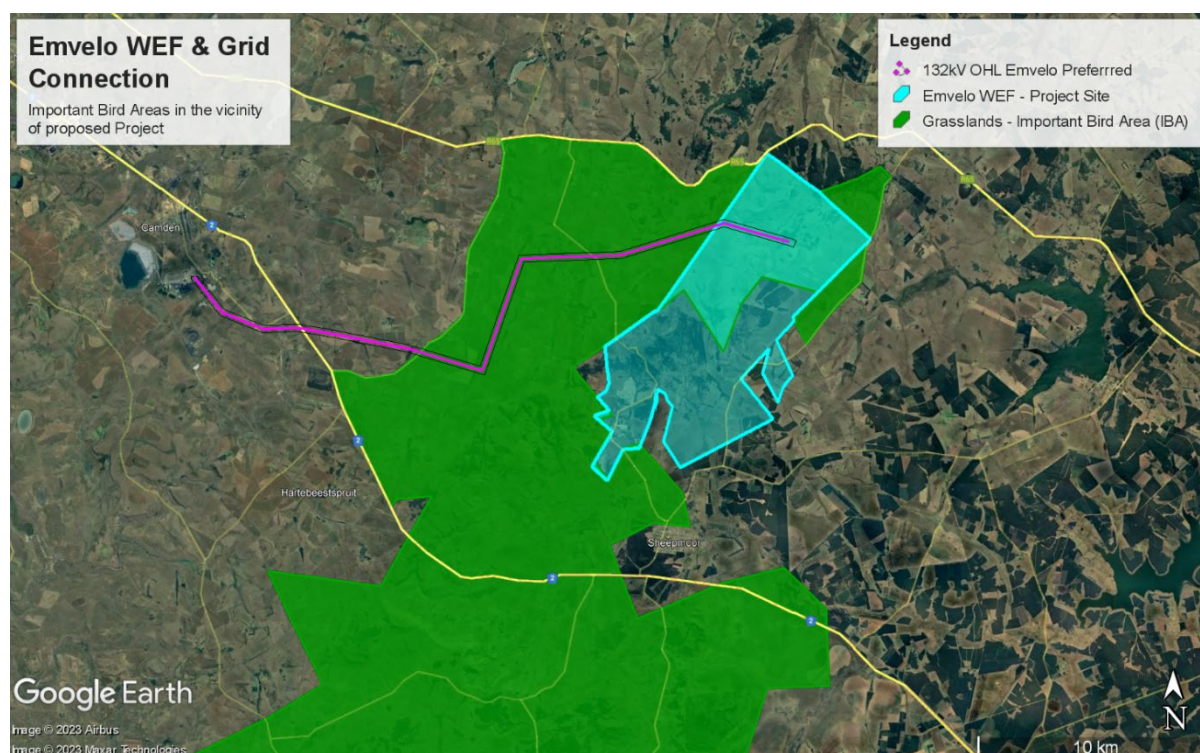 Emvelo WEF & Grid
Connection
Important Bird Areas in the vicinity
of proposed Project
Legend
132kV OHL Emvelo Preferrred
Emvelo WEF - Project Site
Grasslands - Important Bird Area (IBA)
Camden
2
2
Hartebeestspruit
Sheepmoor
2
2
Google Earth
Image © 2023 Airbus
Image © 2023 Maxar Technologies
N
10 km